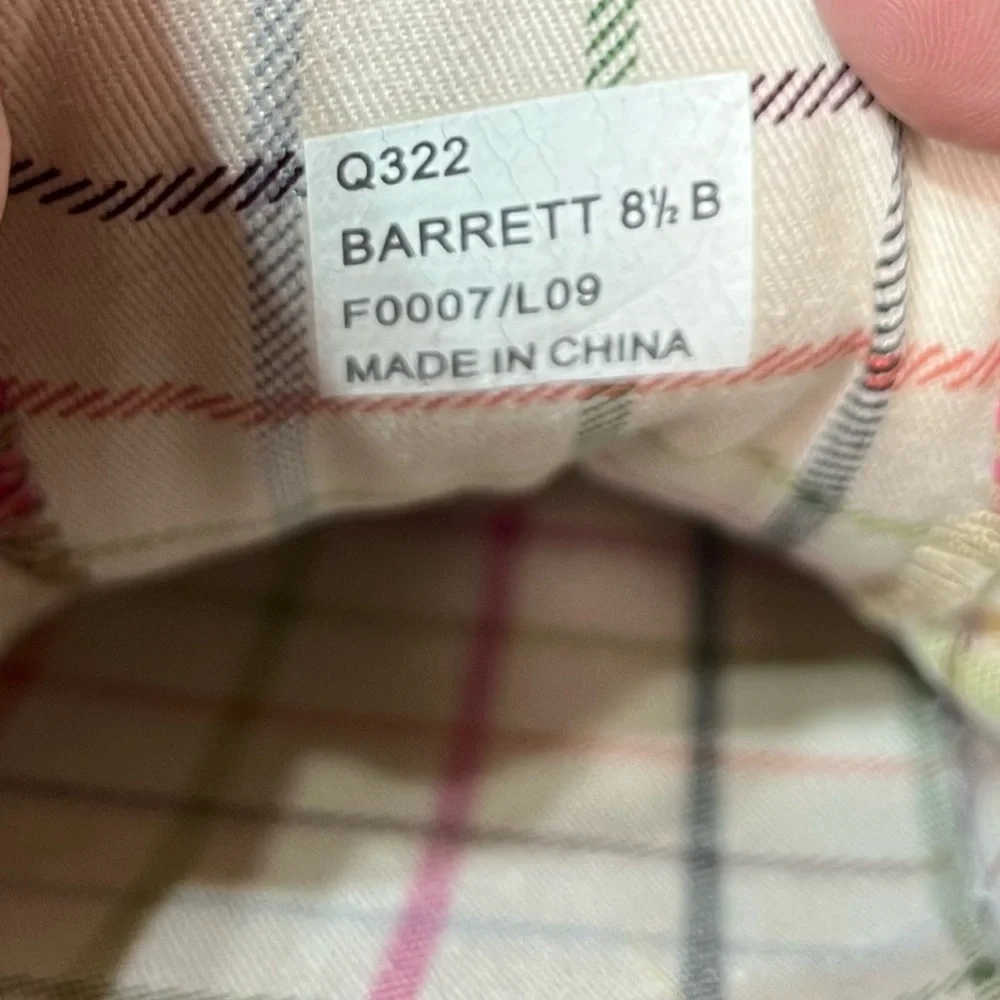 Q322
BARRETT 8½ B
F0007/L09
MADE IN CHINA